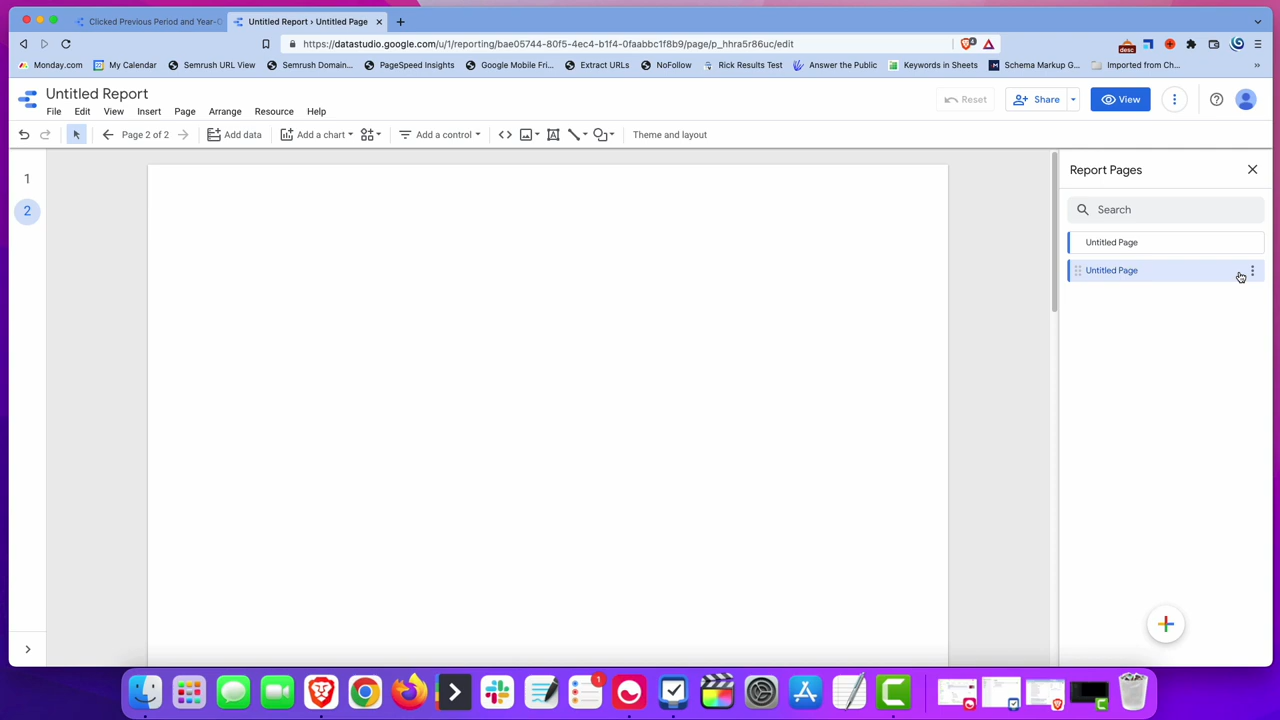 Clicked Previous Period and Year-O
Untitled Report › Untitled Page
https://datastudio.google.com/u/1/reporting/bae05744-80f5-4ec4-b1f4-0faabbc1f8b9/page/p_hhra5r86uc/edit
4
desc
Monday.com
My Calendar
Semrush URL View
Semrush Domain...
PageSpeed Insights
Google Mobile Fri...
Extract URLs
NoFollow
Rick Results Test
Answer the Public
Keywords in Sheets
Schema Markup G...
Imported from Ch...
»
Untitled Report
File Edit View Insert Page Arrange Resource Help
Reset
Share
View
Page 2 of 2
Add data
Add a chart
Add a control
Theme and layout
1
2
Report Pages
Search
Untitled Page
Untitled Page
1